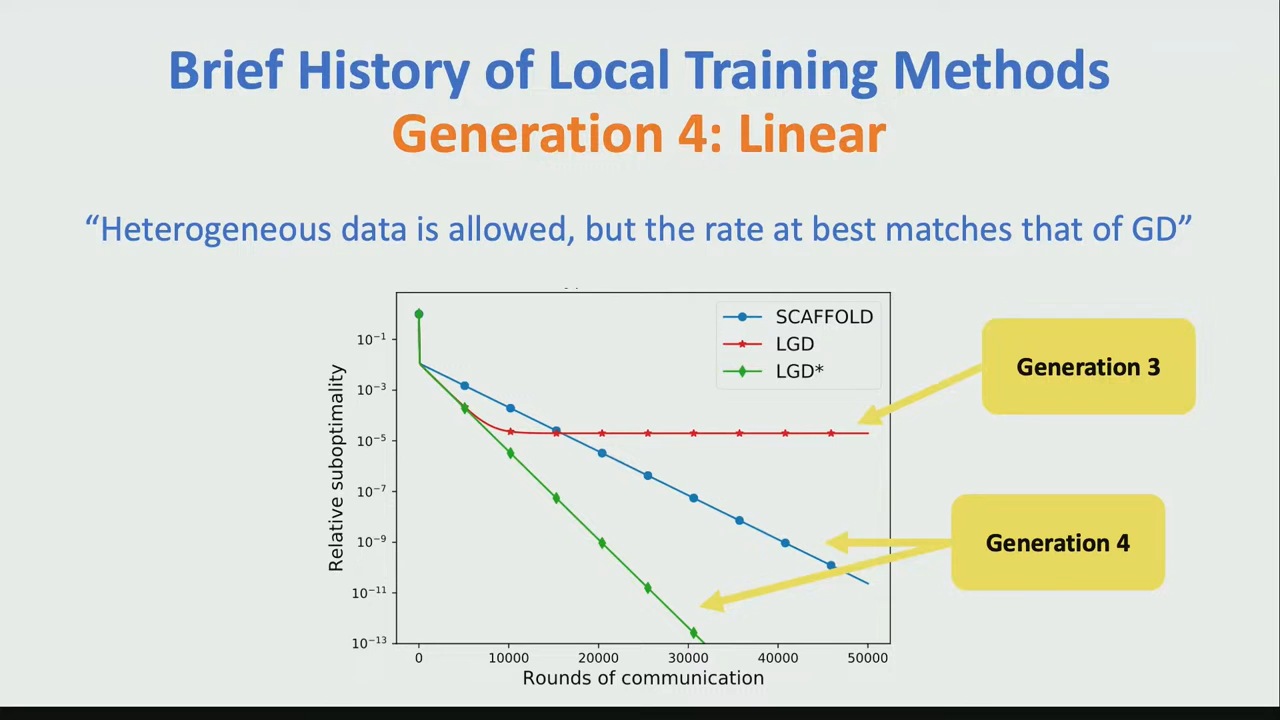 Brief History of Local Training Methods
Generation 4: Linear
“Heterogeneous data is allowed, but the rate at best matches that of GD”
SCAFFOLD
LGD
LGD*
Generation 3
Generation 4
Relative suboptimality
10⁻¹
10⁻³
10⁻⁵
10⁻⁷
10⁻⁹
10⁻¹¹
10⁻¹³
0 10000 20000 30000 40000 50000
Rounds of communication